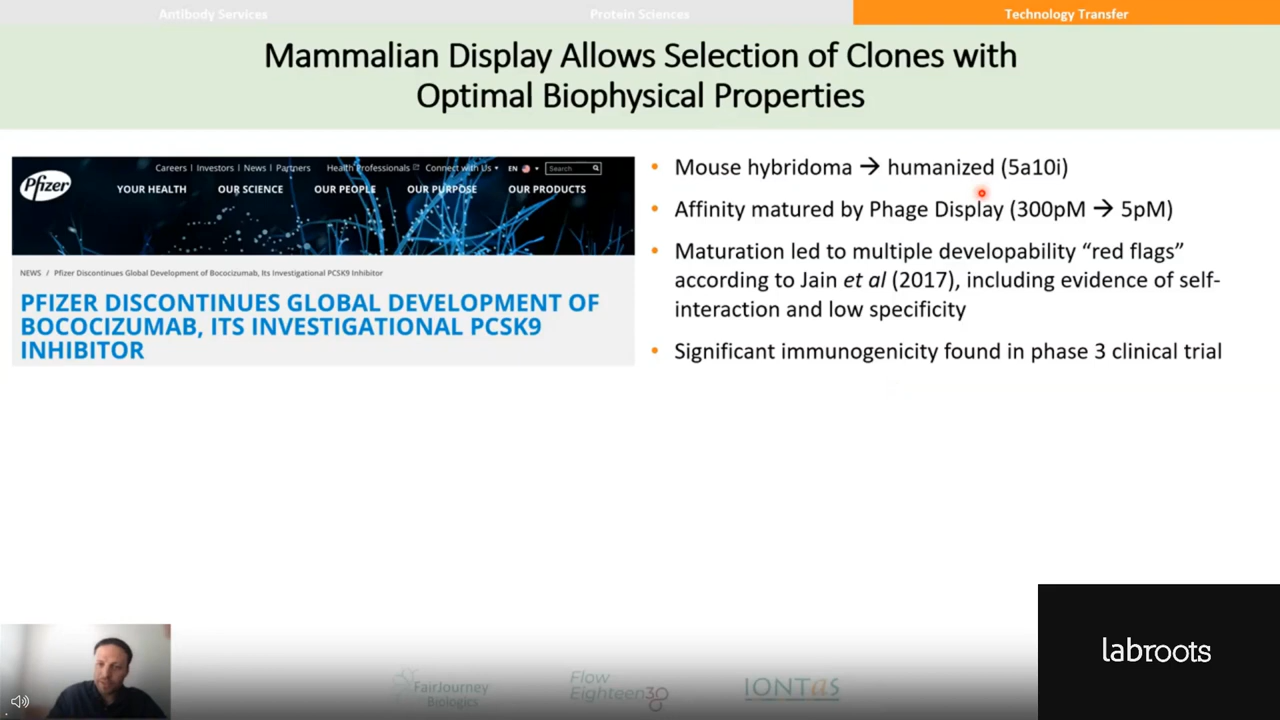 Antibody Services
Protein Sciences
Technology Transfer
Mammalian Display Allows Selection of Clones with
Optimal Biophysical Properties
Pfizer
Careers | Investors | News | Partners
Health Professionals
Connect with Us
EN
Search
YOUR HEALTH
OUR SCIENCE
OUR PEOPLE
OUR PURPOSE
OUR PRODUCTS
NEWS / Pfizer Discontinues Global Development of Bococizumab, Its Investigational PCSK9 Inhibitor
PFIZER DISCONTINUES GLOBAL DEVELOPMENT OF
BOCOCIZUMAB, ITS INVESTIGATIONAL PCSK9
INHIBITOR
• Mouse hybridoma → humanized (5a10i)
• Affinity matured by Phage Display (300pM → 5pM)
• Maturation led to multiple developability “red flags”
according to Jain et al (2017), including evidence of self-
interaction and low specificity
• Significant immunogenicity found in phase 3 clinical trial
FairJourney
Biologics
Flow
Eighteen38
IONTAS
labroots